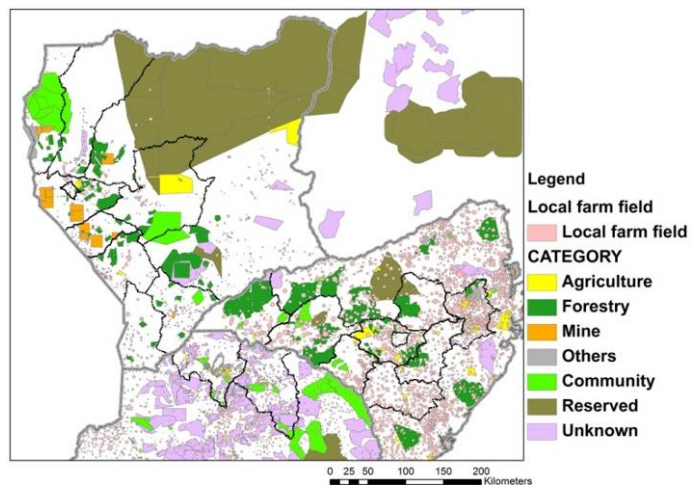 Legend
Local farm field
Local farm field
CATEGORY
Agriculture
Forestry
Mine
Others
Community
Reserved
Unknown
0 25 50 100 150 200
Kilometers